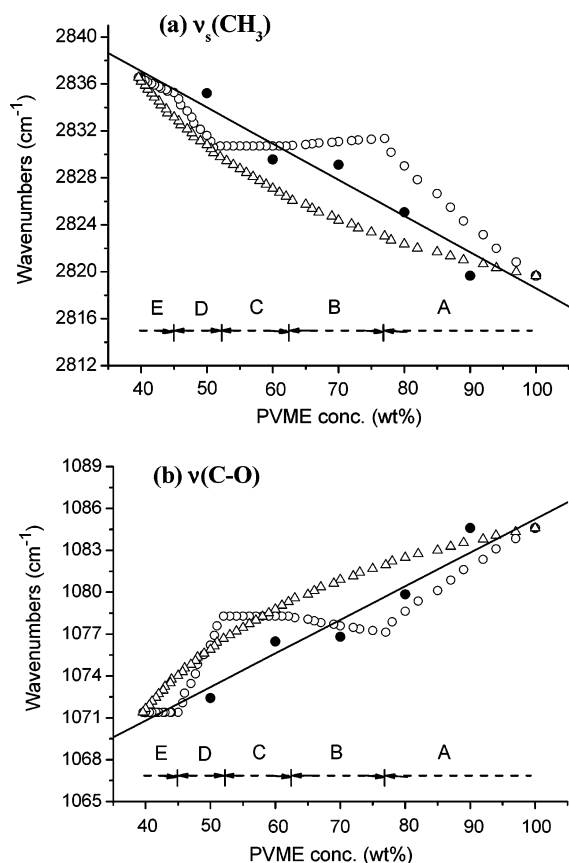 (a) νs(CH3)
2840
2836
2832
2828
2824
2820
2816
2812
Wavenumbers (cm-1)
E D C B A
40 50 60 70 80 90 100
PVME conc. (wt%)
(b) ν(C-O)
1089
1086
1083
1080
1077
1074
1071
1068
1065
Wavenumbers (cm-1)
E D C B A
40 50 60 70 80 90 100
PVME conc. (wt%)